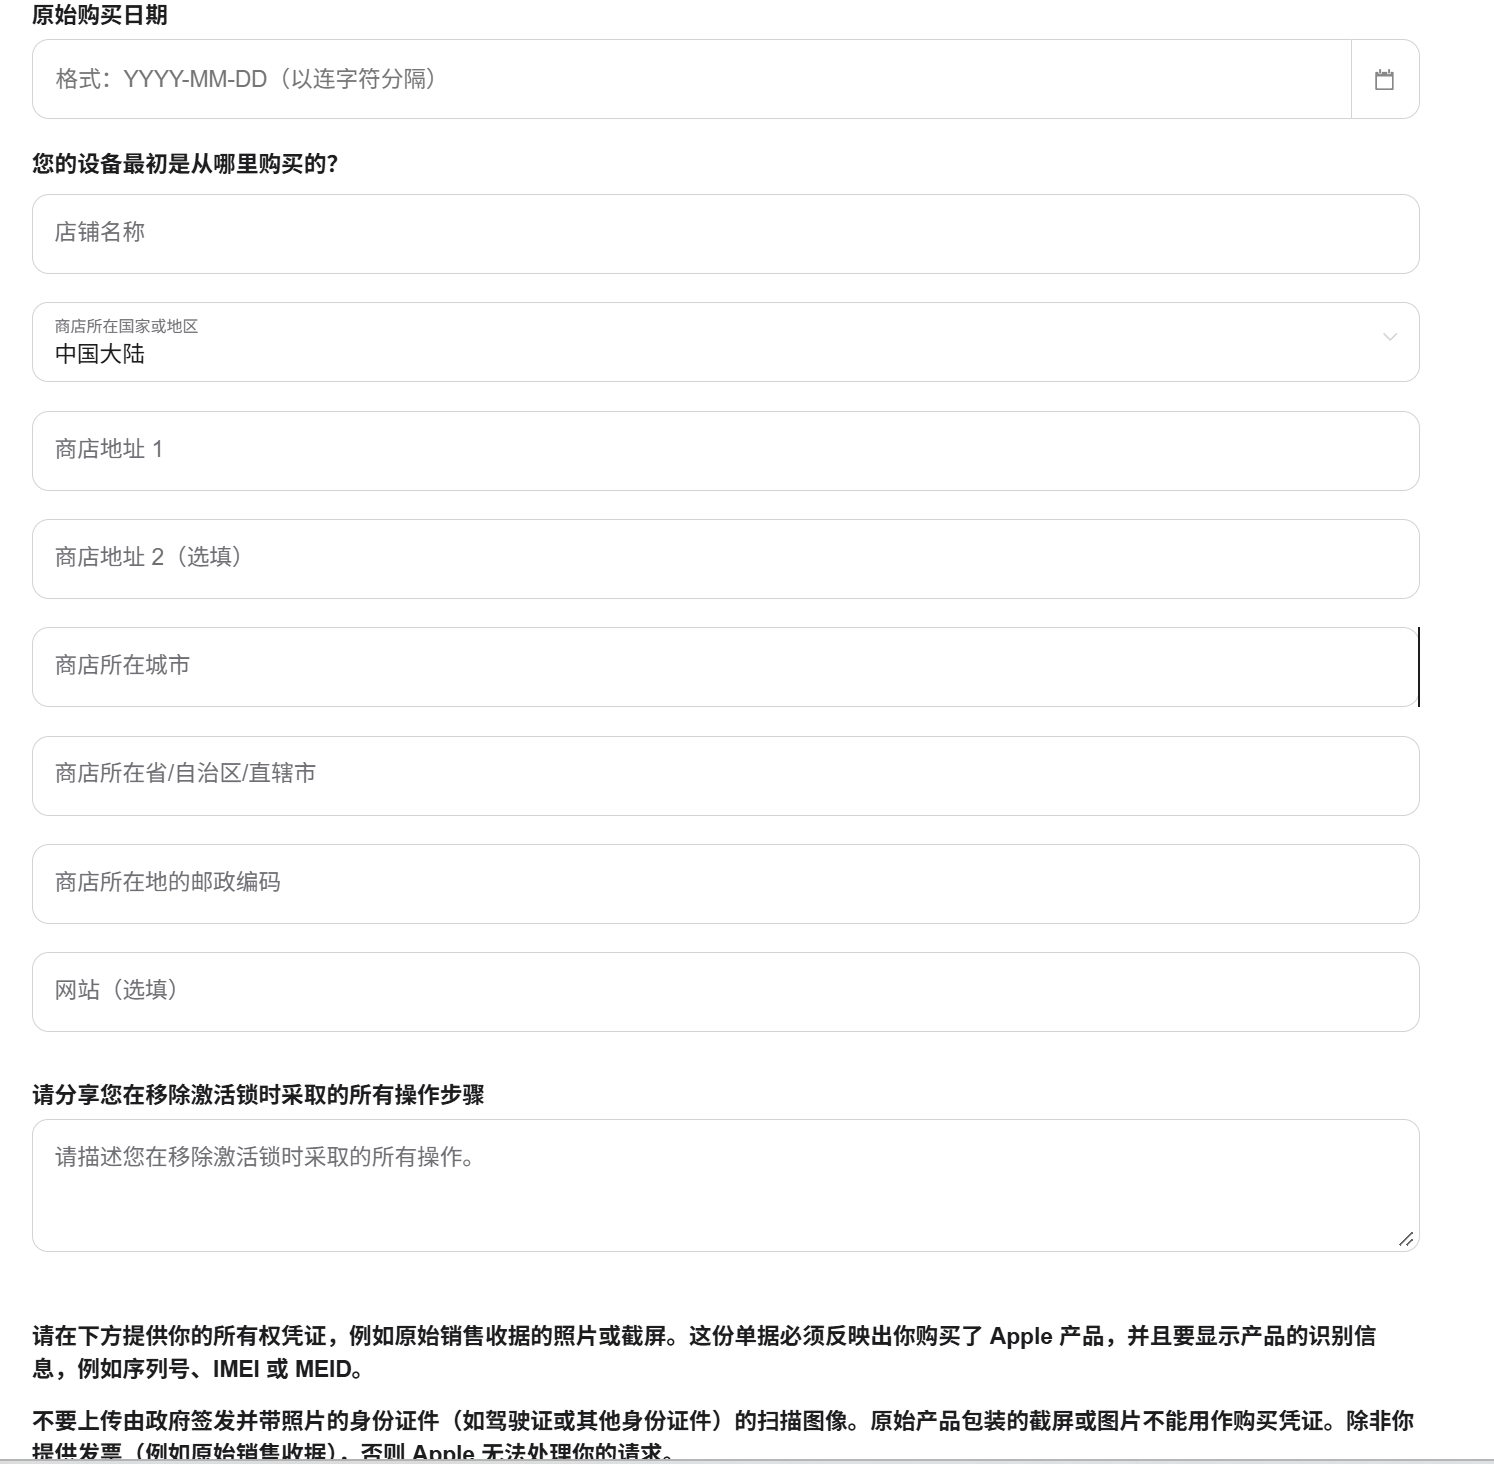 原始购买日期
格式：YYYY-MM-DD（以连字符分隔）
您的设备最初是从哪里购买的？
店铺名称
商店所在国家或地区
中国大陆
商店地址 1
商店地址 2（选填）
商店所在城市
商店所在省/自治区/直辖市
商店所在地的邮政编码
网站（选填）
请分享您在移除激活锁时采取的所有操作步骤
请描述您在移除激活锁时采取的所有操作。
请在下方提供你的所有权凭证，例如原始销售收据的照片或截屏。这份单据必须反映出你购买了 Apple 产品，并且要显示产品的识别信
息，例如序列号、IMEI 或 MEID。
不要上传由政府签发并带照片的身份证件（如驾驶证或其他身份证件）的扫描图像。原始产品包装的截屏或图片不能用作购买凭证。除非你
提供发票（例如原始销售收据），否则 Apple 无法处理你的请求。